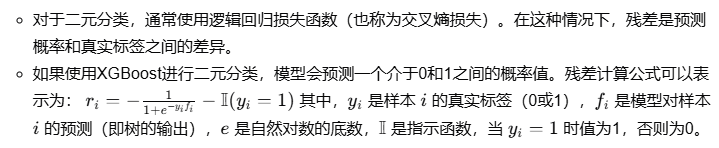 对于二元分类，通常使用逻辑回归损失函数（也称为交叉熵损失）。在这种情况下，残差是预测
概率和真实标签之间的差异。
如果使用XGBoost进行二元分类，模型会预测一个介于0和1之间的概率值。残差计算公式可以表
示为： $r_i = -\frac{1}{1+e^{-y_i f_i}} - \mathbb{I}(y_i = 1)$ 其中，$y_i$ 是样本 $i$ 的真实标签（0或1），$f_i$ 是模型对样本
$i$ 的预测（即树的输出），$e$ 是自然对数的底数，$\mathbb{I}$ 是指示函数，当 $y_i = 1$ 时值为1，否则为0。